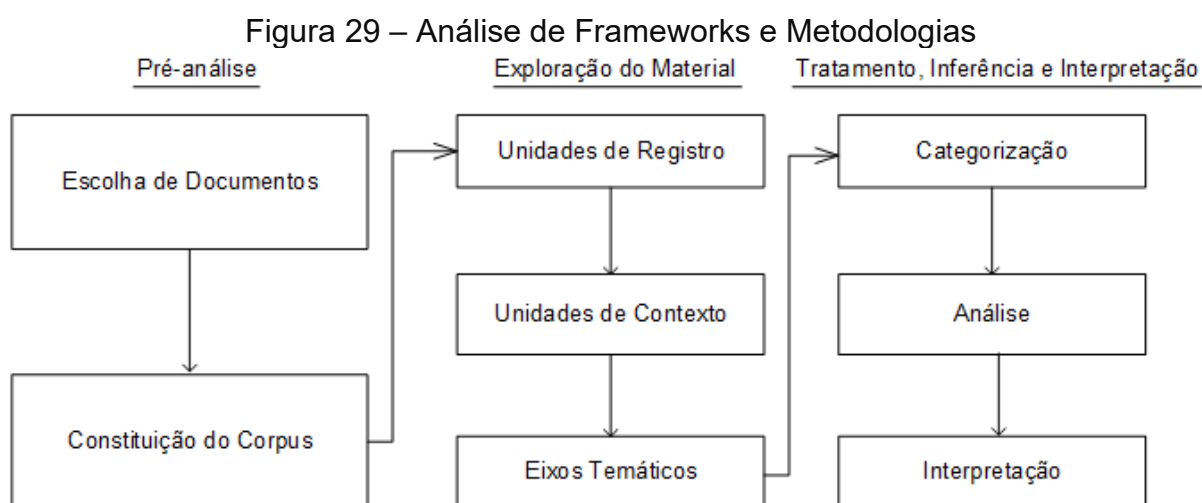 Figura 29 – Análise de Frameworks e Metodologias
Pré-análise
Exploração do Material
Tratamento, Inferência e Interpretação
Escolha de Documentos
Constituição do Corpus
Unidades de Registro
Unidades de Contexto
Eixos Temáticos
Categorização
Análise
Interpretação